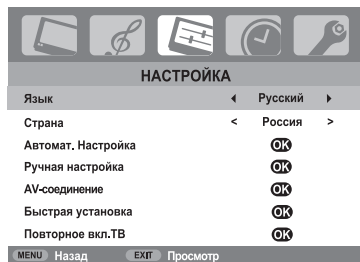 НАСТРОЙКА
Язык Русский
Страна < Россия >
Автомат. Настройка OK
Ручная настройка OK
AV-соединение OK
Быстрая установка OK
Повторное вкл.ТВ OK
MENU Назад EXIT Просмотр